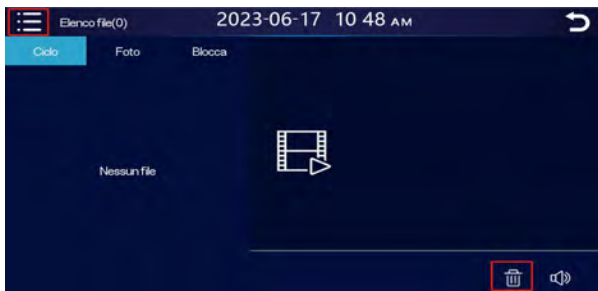 Elenco file(0) 2023-06-17 10 48 AM
Ciclo Foto Blocca
Nessun file